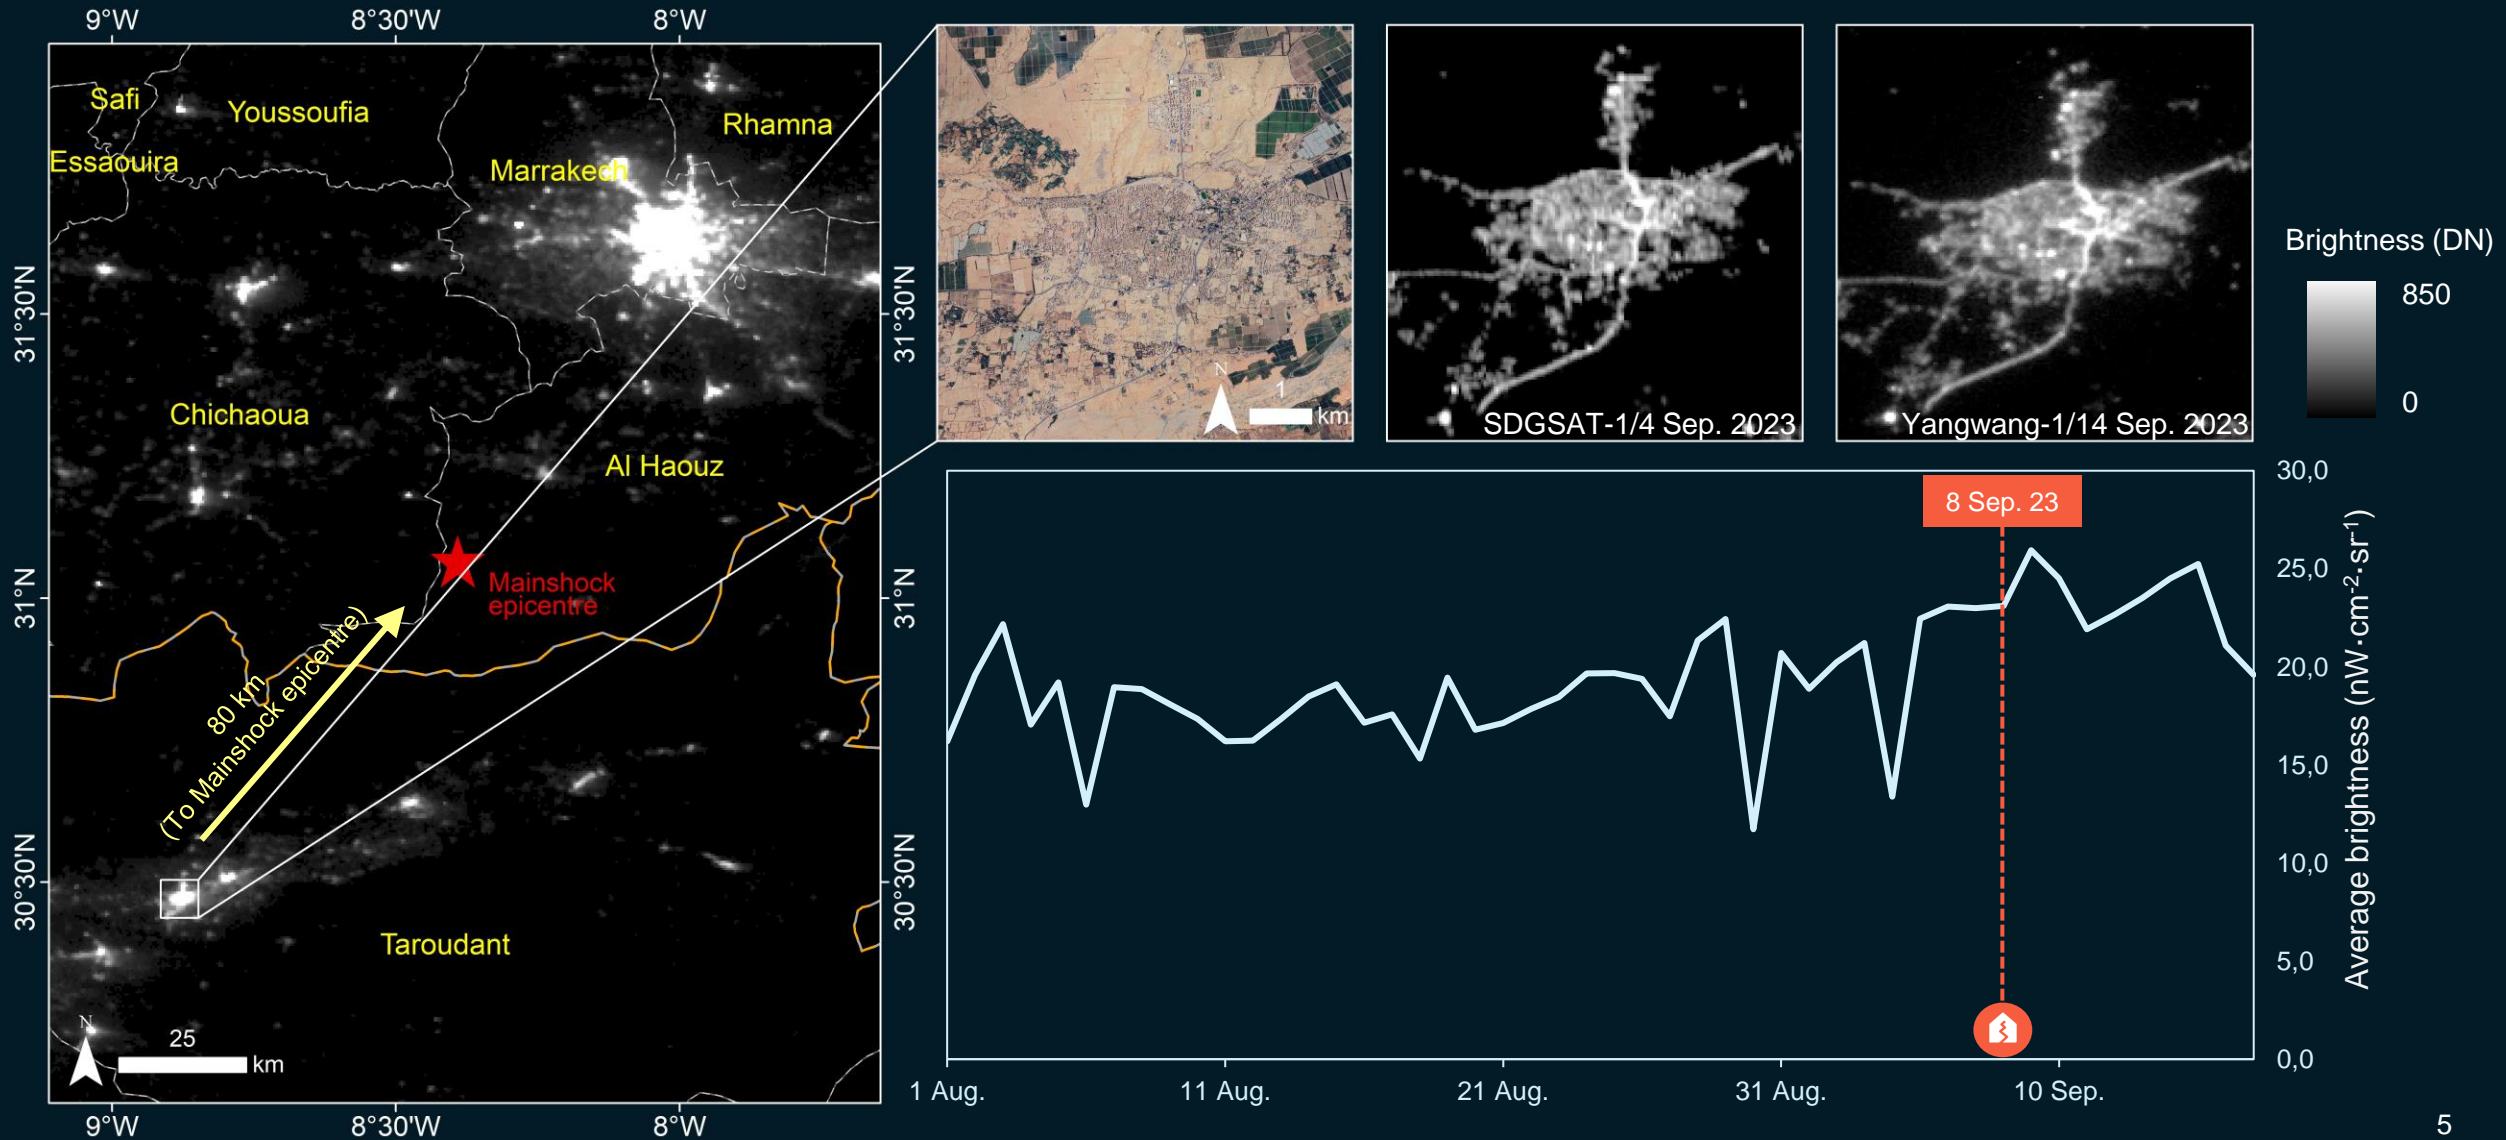 9°W
8°30'W
8°W
Safi
Youssoufia
Rhamna
Essaouira
Marrakech
31°30'N
31°30'N
Chichaoua
Al Haouz
Mainshock
epicentre
31°N
31°N
80 km
(To Mainshock epicentre)
30°30'N
30°30'N
Taroudant
N
25
km
9°W
8°30'W
8°W
N
1
km
SDGSAT-1/4 Sep. 2023
Yangwang-1/14 Sep. 2023
Brightness (DN)
850
0
8 Sep. 23
30,0
25,0
20,0
15,0
10,0
5,0
0,0
Average brightness (nW·cm⁻²·sr⁻¹)
1 Aug.
11 Aug.
21 Aug.
31 Aug.
10 Sep.
5